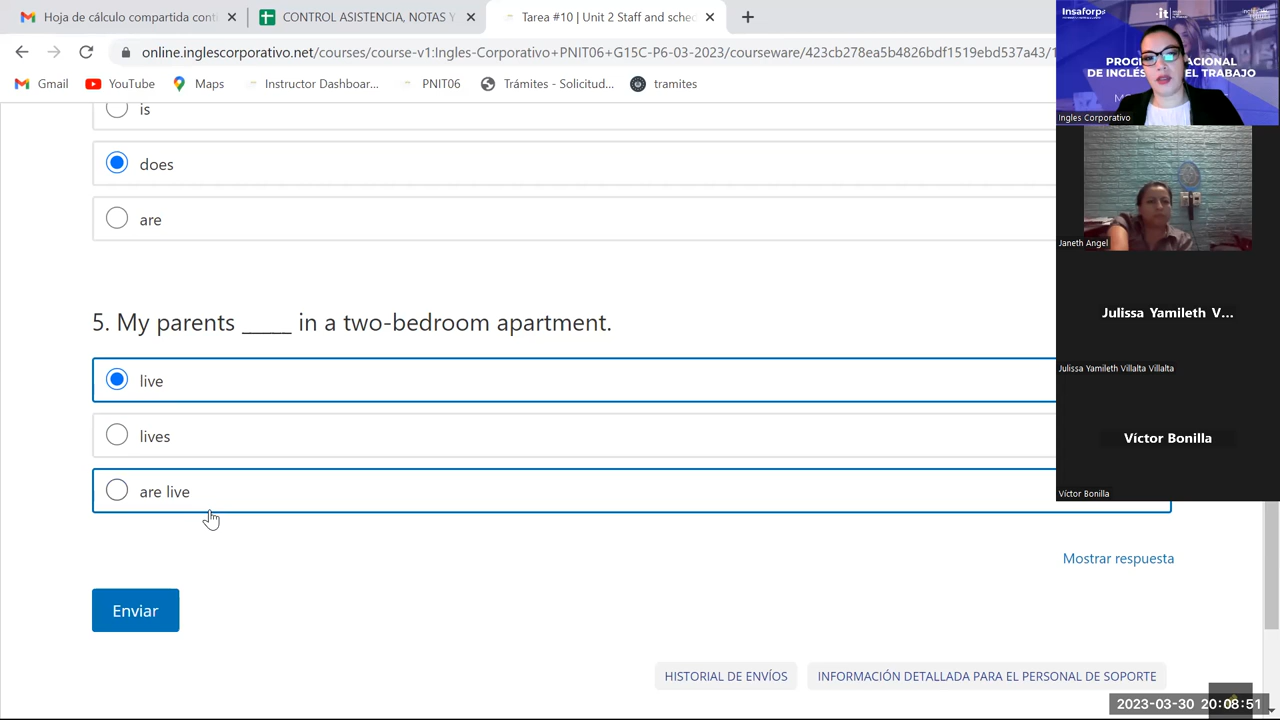 Hoja de cálculo compartida cont
CONTROL ASISTENCIA Y NOTAS
Tarea #10 | Unit 2 Staff and sched
online.inglescorporativo.net/courses/course-v1:Ingles-Corporativo+PNIT06+G15C-P6-03-2023/courseware/423cb278ea5b4826bdf1519ebd537a43/1
Gmail
YouTube
Maps
Instructor Dashboar...
Trámites - Solicitud...
tramites
is
does
are
5. My parents _____ in a two-bedroom apartment.
live
lives
are live
Mostrar respuesta
Enviar
HISTORIAL DE ENVÍOS
INFORMACIÓN DETALLADA PARA EL PERSONAL DE SOPORTE
Insaforp
Ingles Corporativo
Janeth Angel
Julissa Yamileth V...
Julissa Yamileth Villalta Villalta
Víctor Bonilla
Víctor Bonilla
2023-03-30 20:08:51